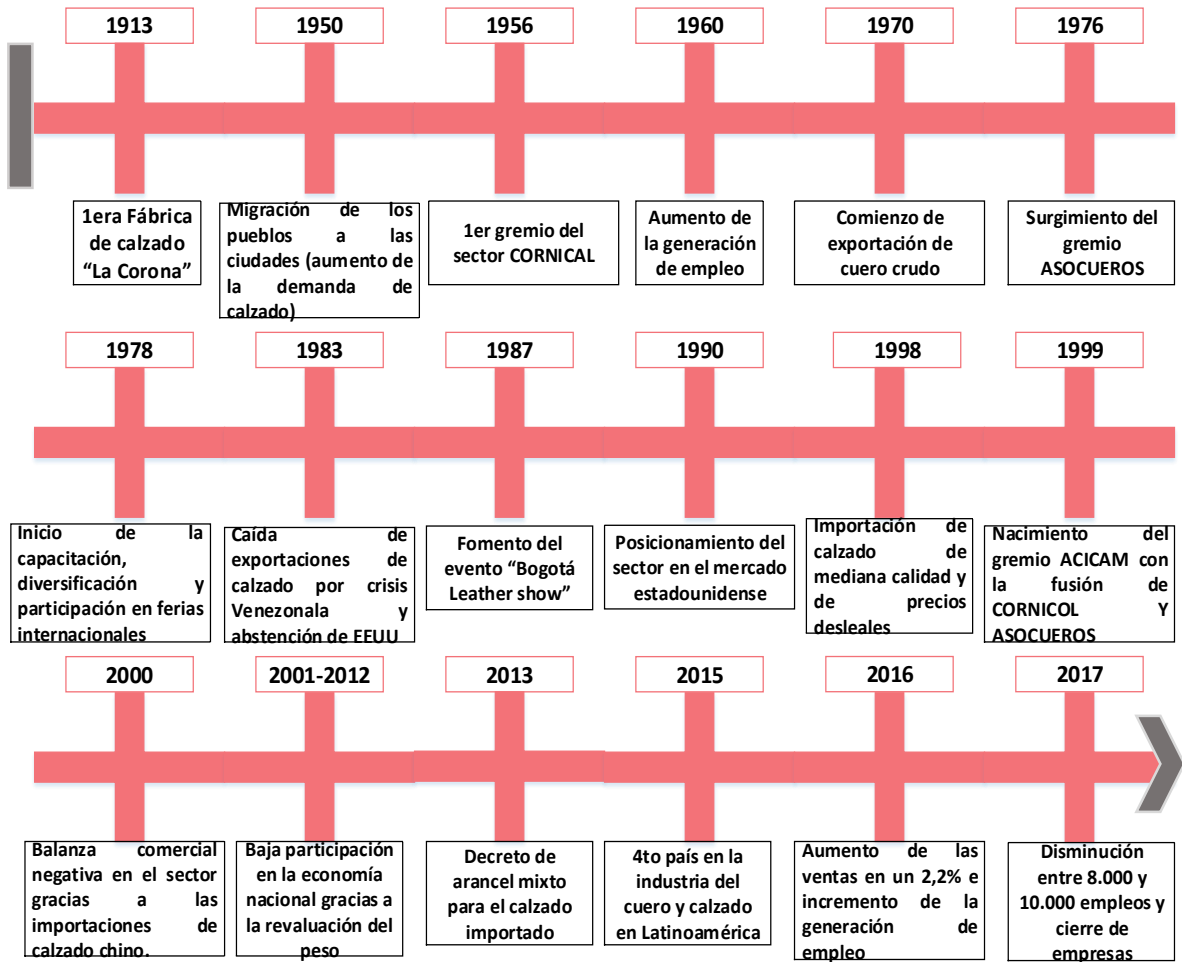 1913
1950
1956
1960
1970
1976
1era Fábrica
de calzado
“La Corona”
Migración de los
pueblos a las
ciudades (aumento de
la demanda de
calzado)
1er gremio del
sector CORNICAL
Aumento de
la generación
de empleo
Comienzo de
exportación de
cuero crudo
Surgimiento del
gremio
ASOCUEROS
1978
1983
1987
1990
1998
1999
Inicio de la
capacitación,
diversificación y
participación en ferias
internacionales
Caída de
exportaciones de
calzado por crisis
Venezonala y
abstención de EEUU
Fomento del
evento “Bogotá
Leather show”
Posicionamiento del
sector en el mercado
estadounidense
Importación de
calzado de
mediana calidad y
de precios
desleales
Nacimiento del
gremio ACICAM con
la fusión de
CORNICOL Y
ASOCUEROS
2000
2001-2012
2013
2015
2016
2017
Balanza comercial
negativa en el sector
gracias a las
importaciones de
calzado chino.
Baja participación
en la economía
nacional gracias a
la revaluación del
peso
Decreto de
arancel mixto
para el calzado
importado
4to país en la
industria del
cuero y calzado
en Latinoamérica
Aumento de las
ventas en un 2,2% e
incremento de la
generación de
empleo
Disminución
entre 8.000 y
10.000 empleos y
cierre de
empresas